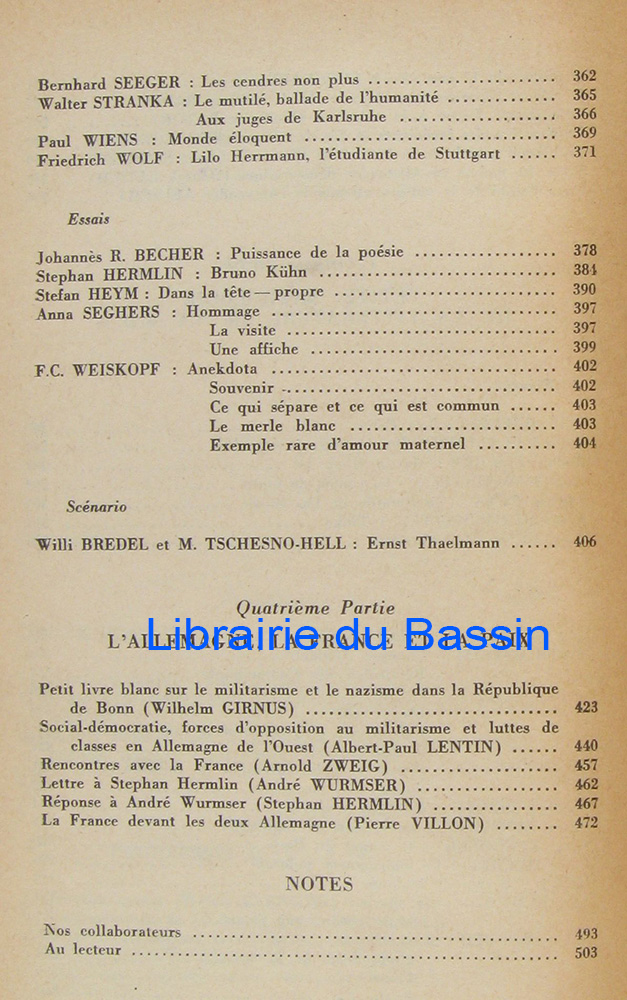 Bernhard SEEGER : Les cendres non plus ........................ 362
Walter STRANKA : Le mutilé, ballade de l'humanité .............. 365
Aux juges de Karlsruhe .................... 366
Paul WIENS : Monde éloquent ................................ 369
Friedrich WOLF : Lilo Herrmann, l'étudiante de Stuttgart ...... 371
Essais
Johannès R. BECHER : Puissance de la poésie .................. 378
Stephan HERMLIN : Bruno Kühn .............................. 384
Stefan HEYM : Dans la tête — propre ............................ 390
Anna SEGHERS : Hommage .................................... 397
La visite .................................. 397
Une affiche ................................ 399
F.C. WEISKOPF : Anekdota .................................... 402
Souvenir -.................................. 402
Ce qui sépare et ce qui est commun ...... 403
Le merle blanc ........................... 403
Exemple rare d'amour maternel .......... 404
Scénario
Willi BREDEL et M. TSCHESNO-HELL : Ernst Thaelmann ...... 406
Quatrième Partie
L'ALLEMAGNE, LA FRANCE ET LA PAIX
Librairie du Bassin
Petit livre blanc sur le militarisme et le nazisme dans la République
de Bonn (Wilhelm GIRNUS) ................................ 423
Social-démocratie, forces d'opposition au militarisme et luttes de
classes en Allemagne de l'Ouest (Albert-Paul LENTIN) ...... 440
Rencontres avec la France (Arnold ZWEIG) .................... 457
Lettre à Stephan Hermlin (André WURMSER) .................. 462
Réponse à André Wurmser (Stephan HERMLIN) ................ 467
La France devant les deux Allemagne (Pierre VILLON) ........ 472
NOTES
Nos collaborateurs .............................................. 493
Au lecteur ...................................................... 503